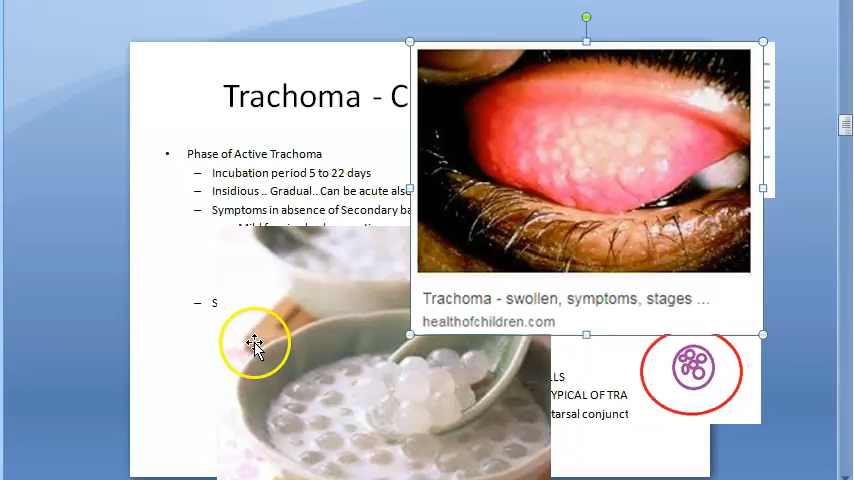 Trachoma - C
• Phase of Active Trachoma
– Incubation period 5 to 22 days
– Insidious .. Gradual.. Can be acute also
– Symptoms in absence of Secondary ba
– S
Trachoma - swollen, symptoms, stages ...
healthofchildren.com
LLS
YPICAL OF TRA
tarsal conjunct